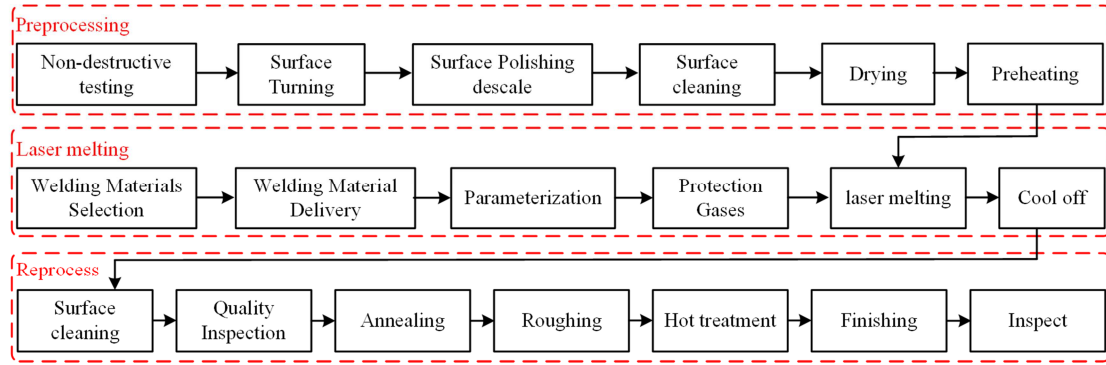 Preprocessing
Non-destructive
testing
Surface
Turning
Surface Polishing
descale
Surface
cleaning
Drying
Preheating
Laser melting
Welding Materials
Selection
Welding Material
Delivery
Parameterization
Protection
Gases
laser melting
Cool off
Reprocess
Surface
cleaning
Quality
Inspection
Annealing
Roughing
Hot treatment
Finishing
Inspect